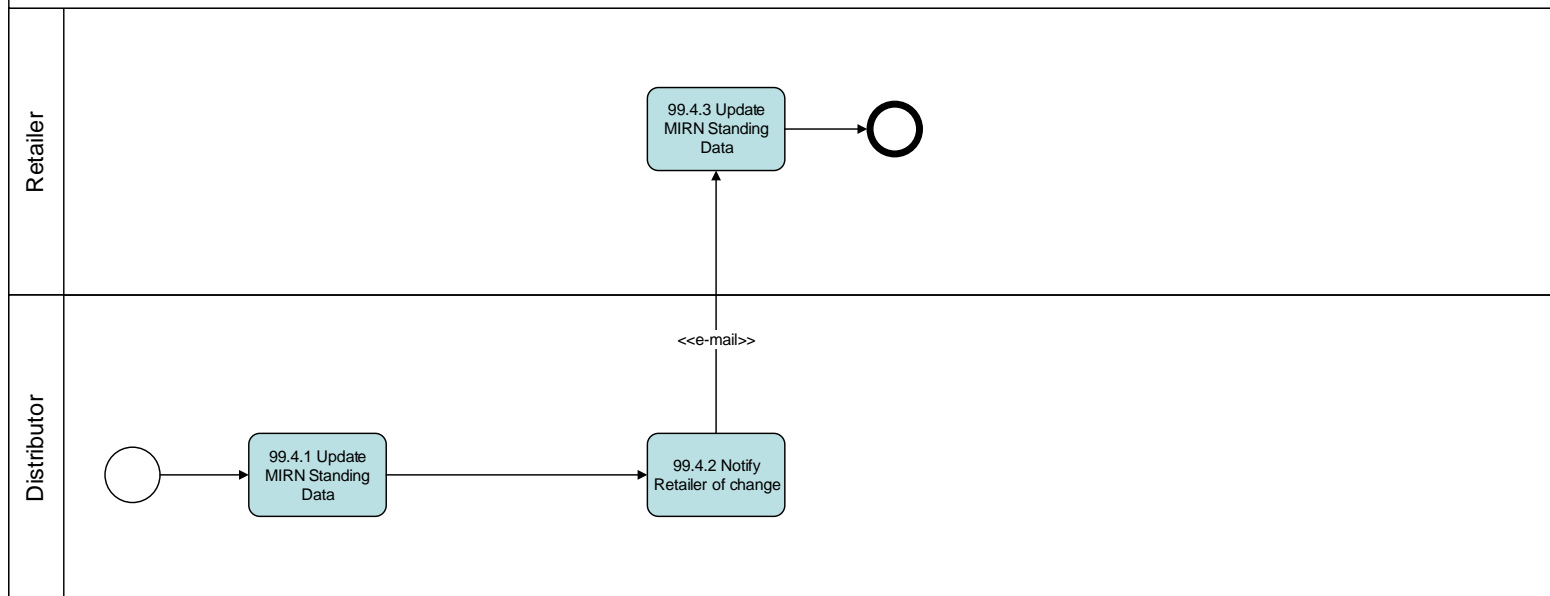 Retailer
99.4.3 Update
MIRN Standing
Data
<<e-mail>>
Distributor
99.4.1 Update
MIRN Standing
Data
99.4.2 Notify
Retailer of change